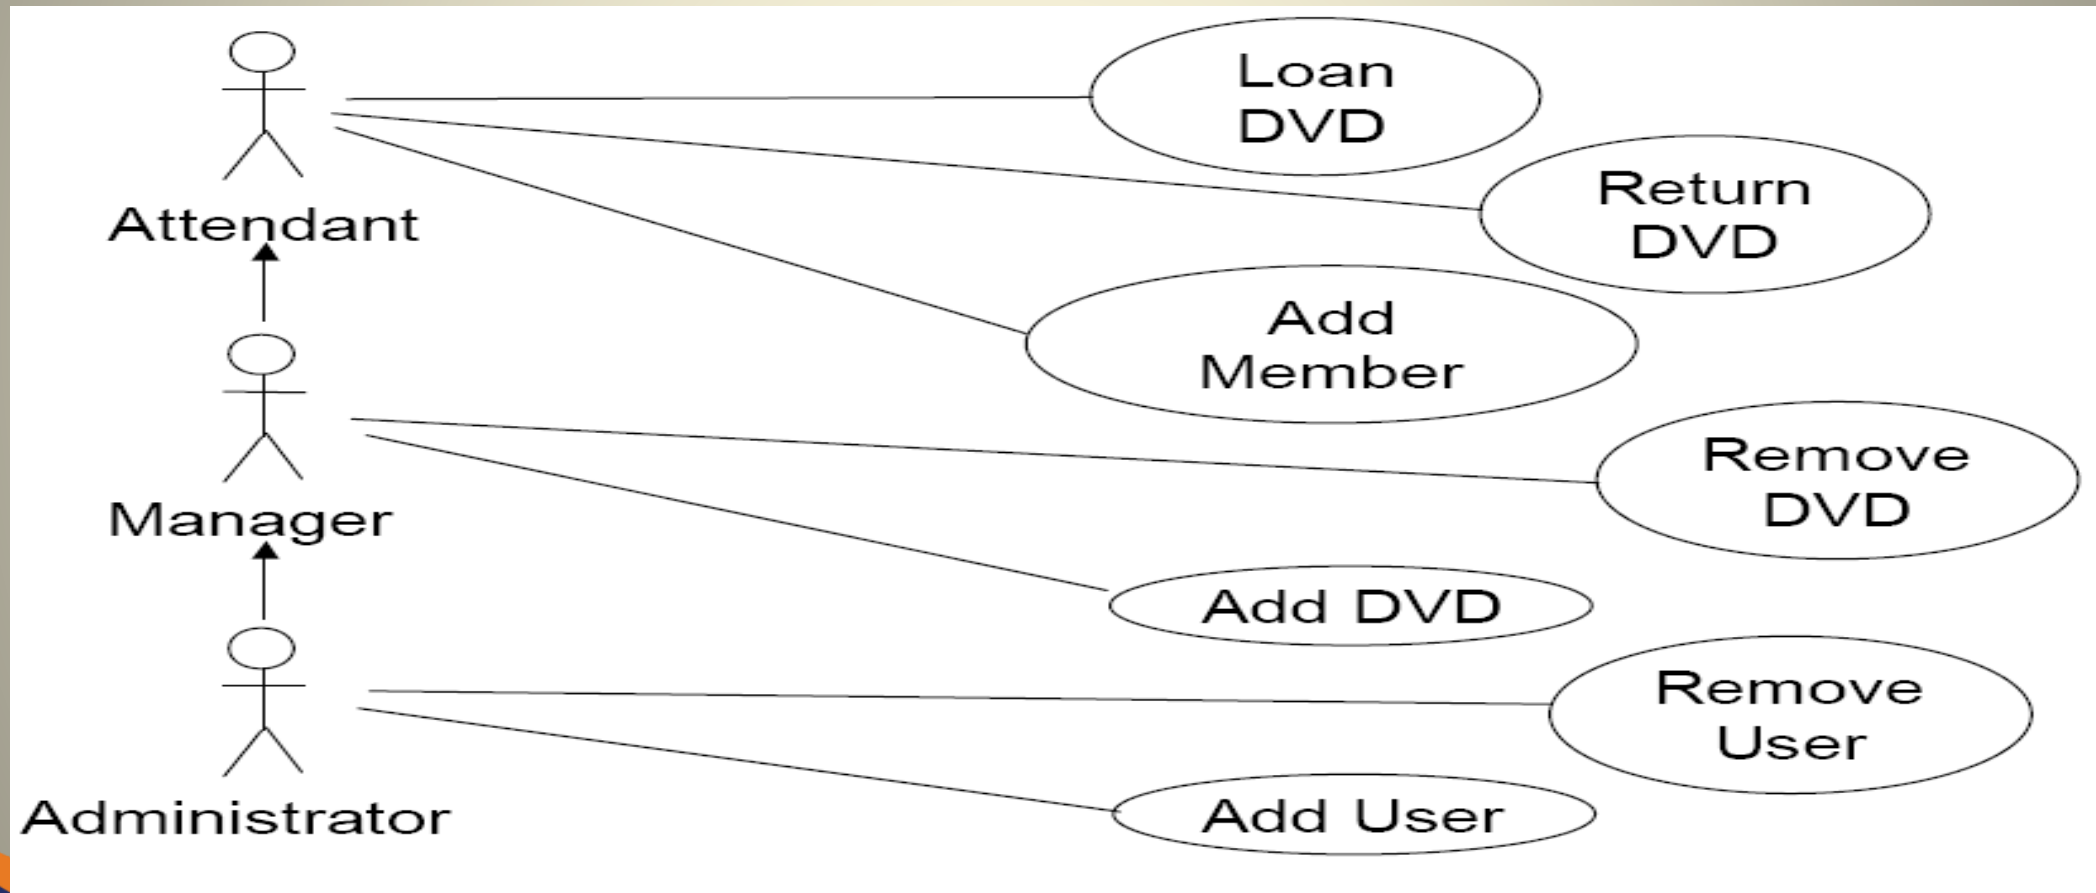 Loan
DVD
Return
DVD
Attendant
Add
Member
Remove
DVD
Manager
Add DVD
Remove
User
Add User
Administrator